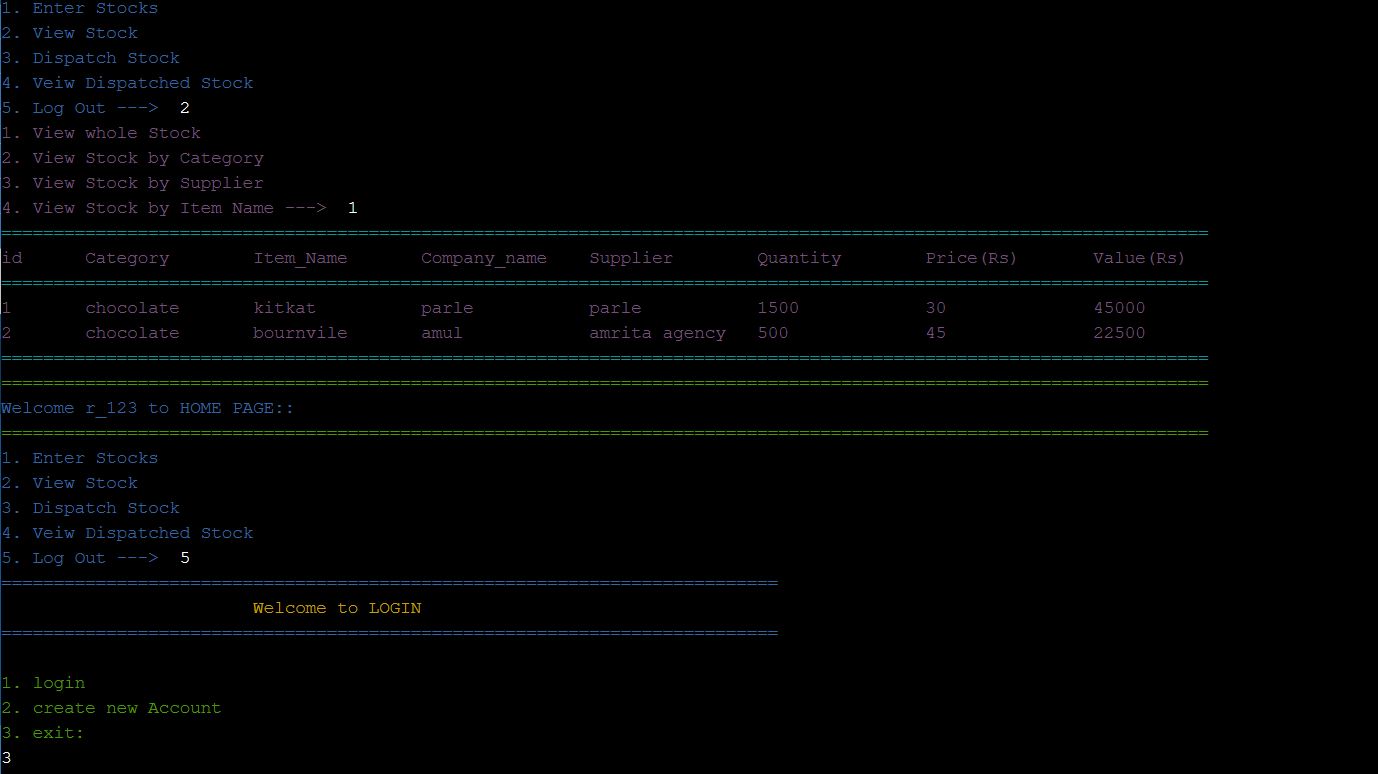 1. Enter Stocks
2. View Stock
3. Dispatch Stock
4. Veiw Dispatched Stock
5. Log Out --->  2
1. View whole Stock
2. View Stock by Category
3. View Stock by Supplier
4. View Stock by Item Name --->  1
===================================================================================================================
id      Category        Item_Name       Company_name    Supplier        Quantity        Price(Rs)       Value(Rs)
===================================================================================================================
1       chocolate       kitkat          parle           parle           1500            30              45000
2       chocolate       bournvile       amul            amrita agency   500             45              22500
===================================================================================================================
===================================================================================================================
Welcome r_123 to HOME PAGE::
===================================================================================================================
1. Enter Stocks
2. View Stock
3. Dispatch Stock
4. Veiw Dispatched Stock
5. Log Out --->  5
==========================================================================
                        Welcome to LOGIN
==========================================================================
1. login
2. create new Account
3. exit:
3